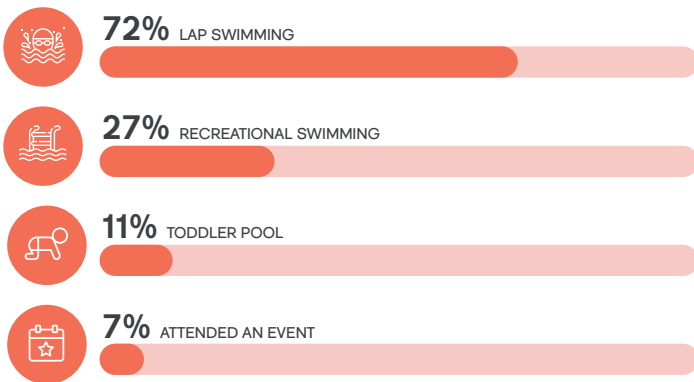 72% LAP SWIMMING
27% RECREATIONAL SWIMMING
11% TODDLER POOL
7% ATTENDED AN EVENT